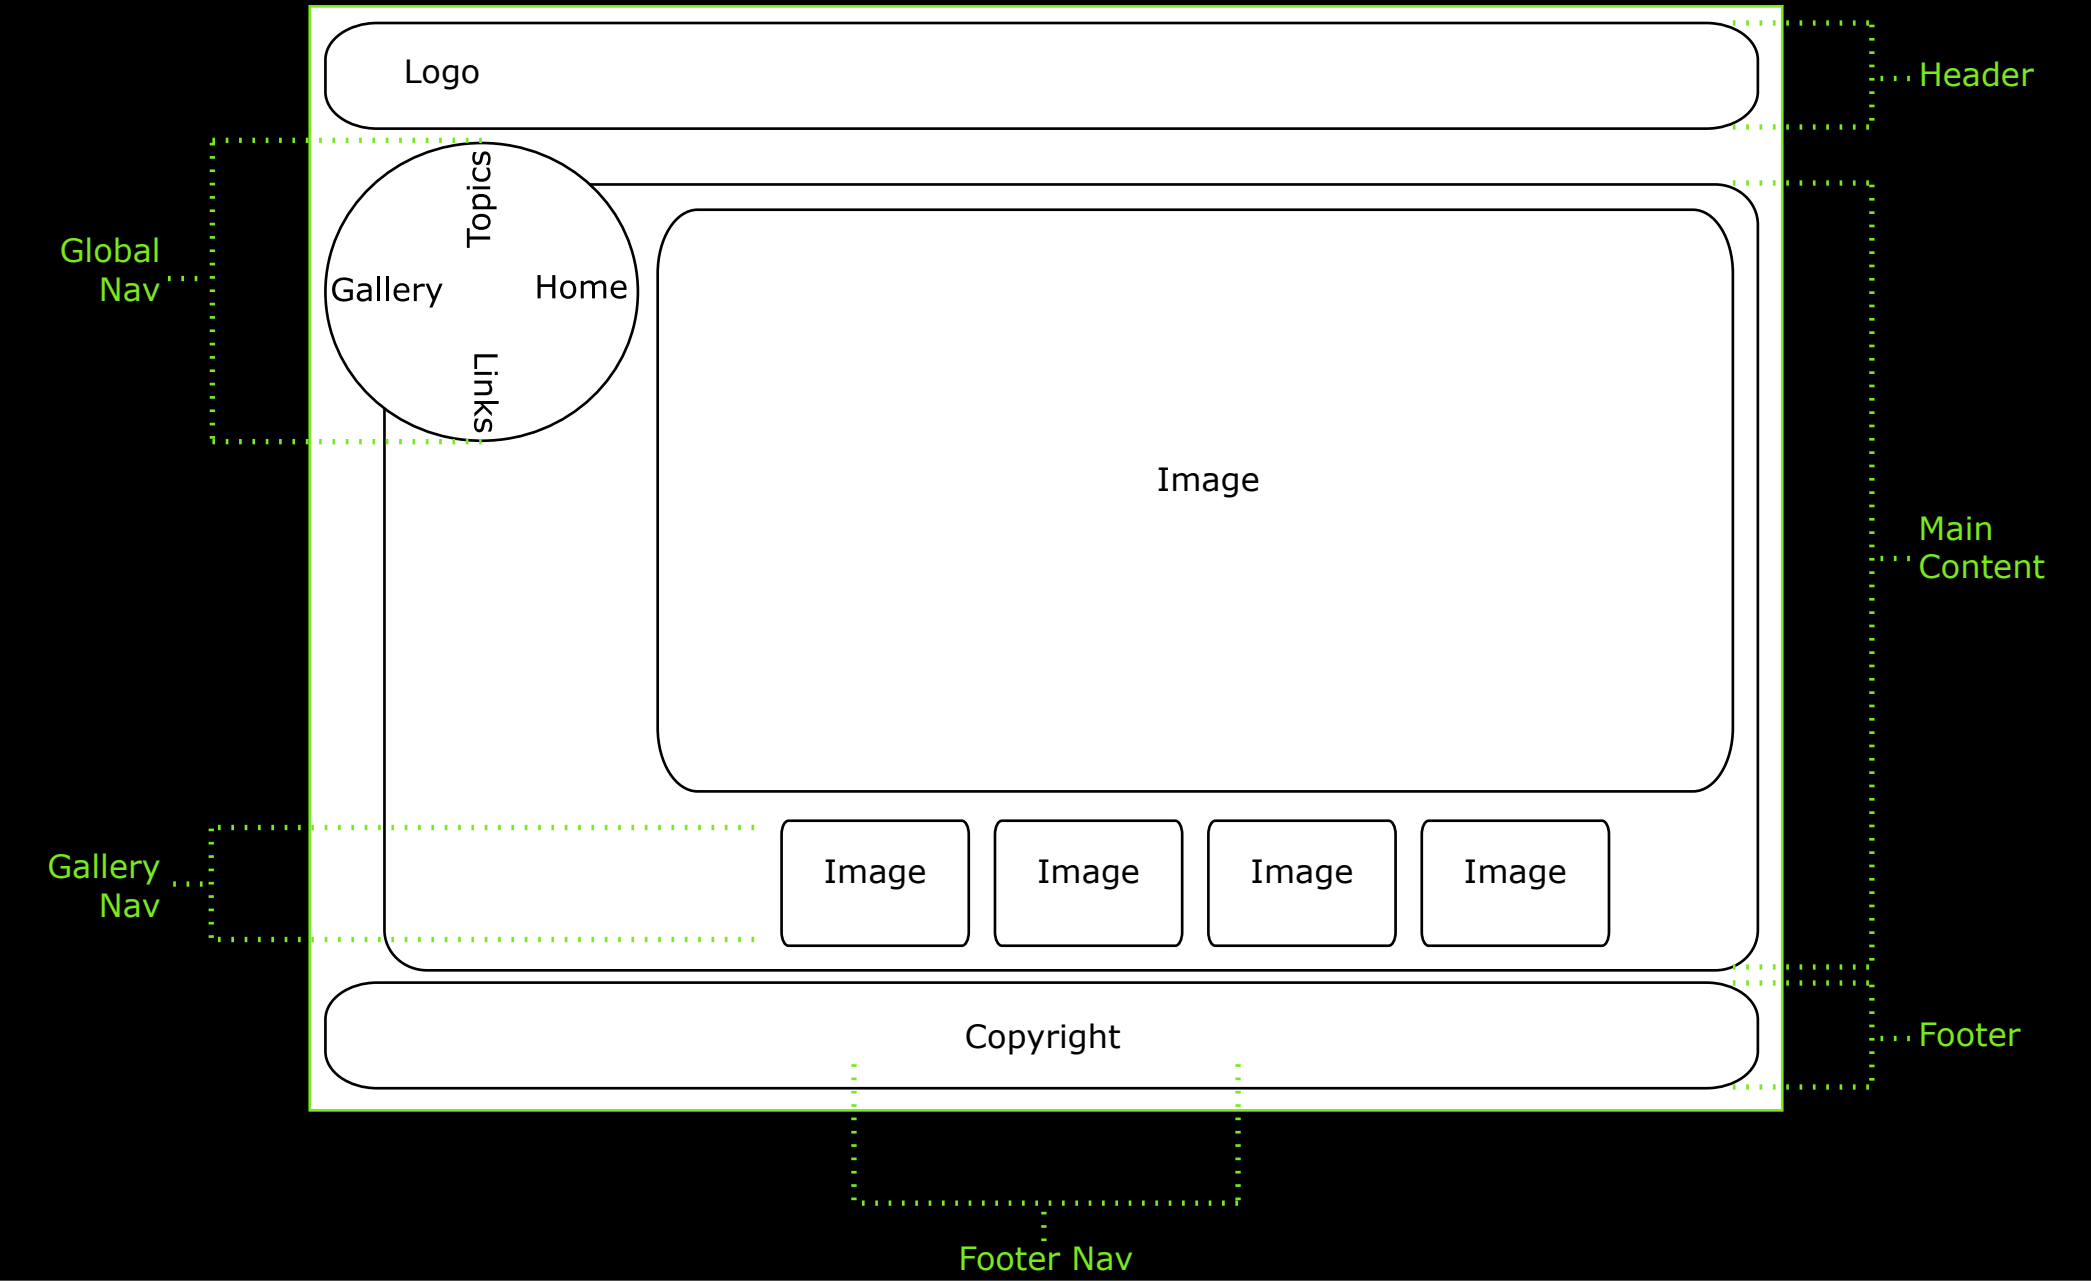 Logo
Header
Topics
Global
Nav
Gallery
Home
Links
Image
Main
Content
Gallery
Nav
Image
Image
Image
Image
Copyright
Footer
Footer Nav